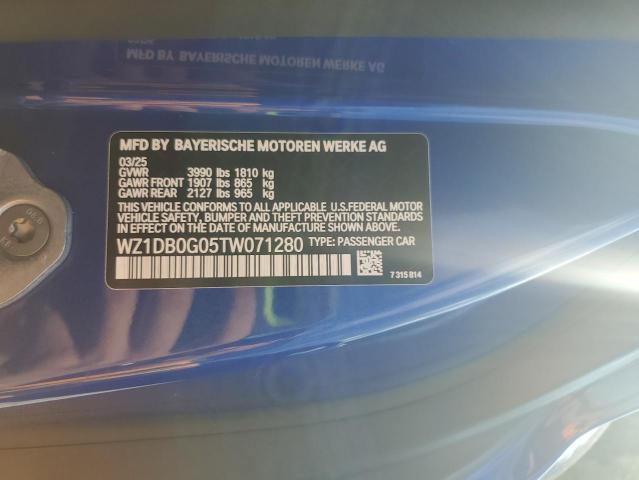 MFD BY BAYERISCHE MOTOREN WERKE AG
MFD BY BAYERISCHE MOTOREN WERKE AG
03/25
GVWR 3990 lbs 1810 kg
GAWR FRONT 1907 lbs 865 kg
GAWR REAR 2127 lbs 965 kg
THIS VEHICLE CONFORMS TO ALL APPLICABLE U.S.FEDERAL MOTOR
VEHICLE SAFETY, BUMPER AND THEFT PREVENTION STANDARDS IN
EFFECT ON THE DATE OF MANUFACTURE SHOWN ABOVE.
WZ1DB0G05TW071280 TYPE: PASSENGER CAR
7 315 814